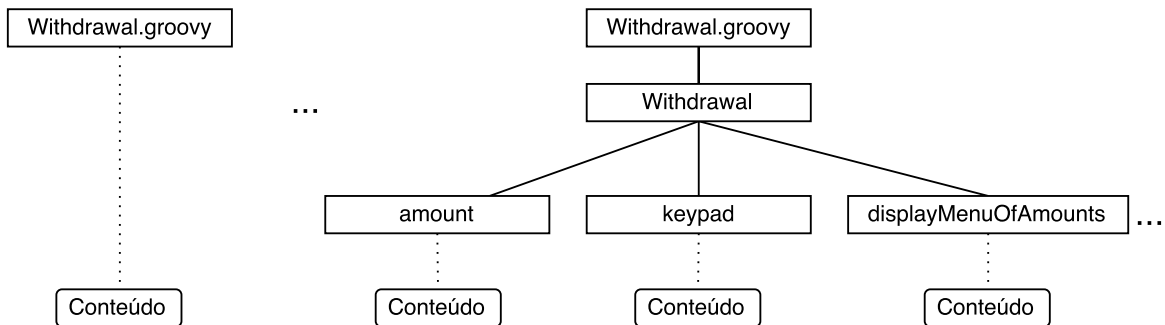 Withdrawal.groovy
Withdrawal.groovy
...
Withdrawal
amount
keypad
displayMenuOfAmounts
...
Conteúdo
Conteúdo
Conteúdo
Conteúdo